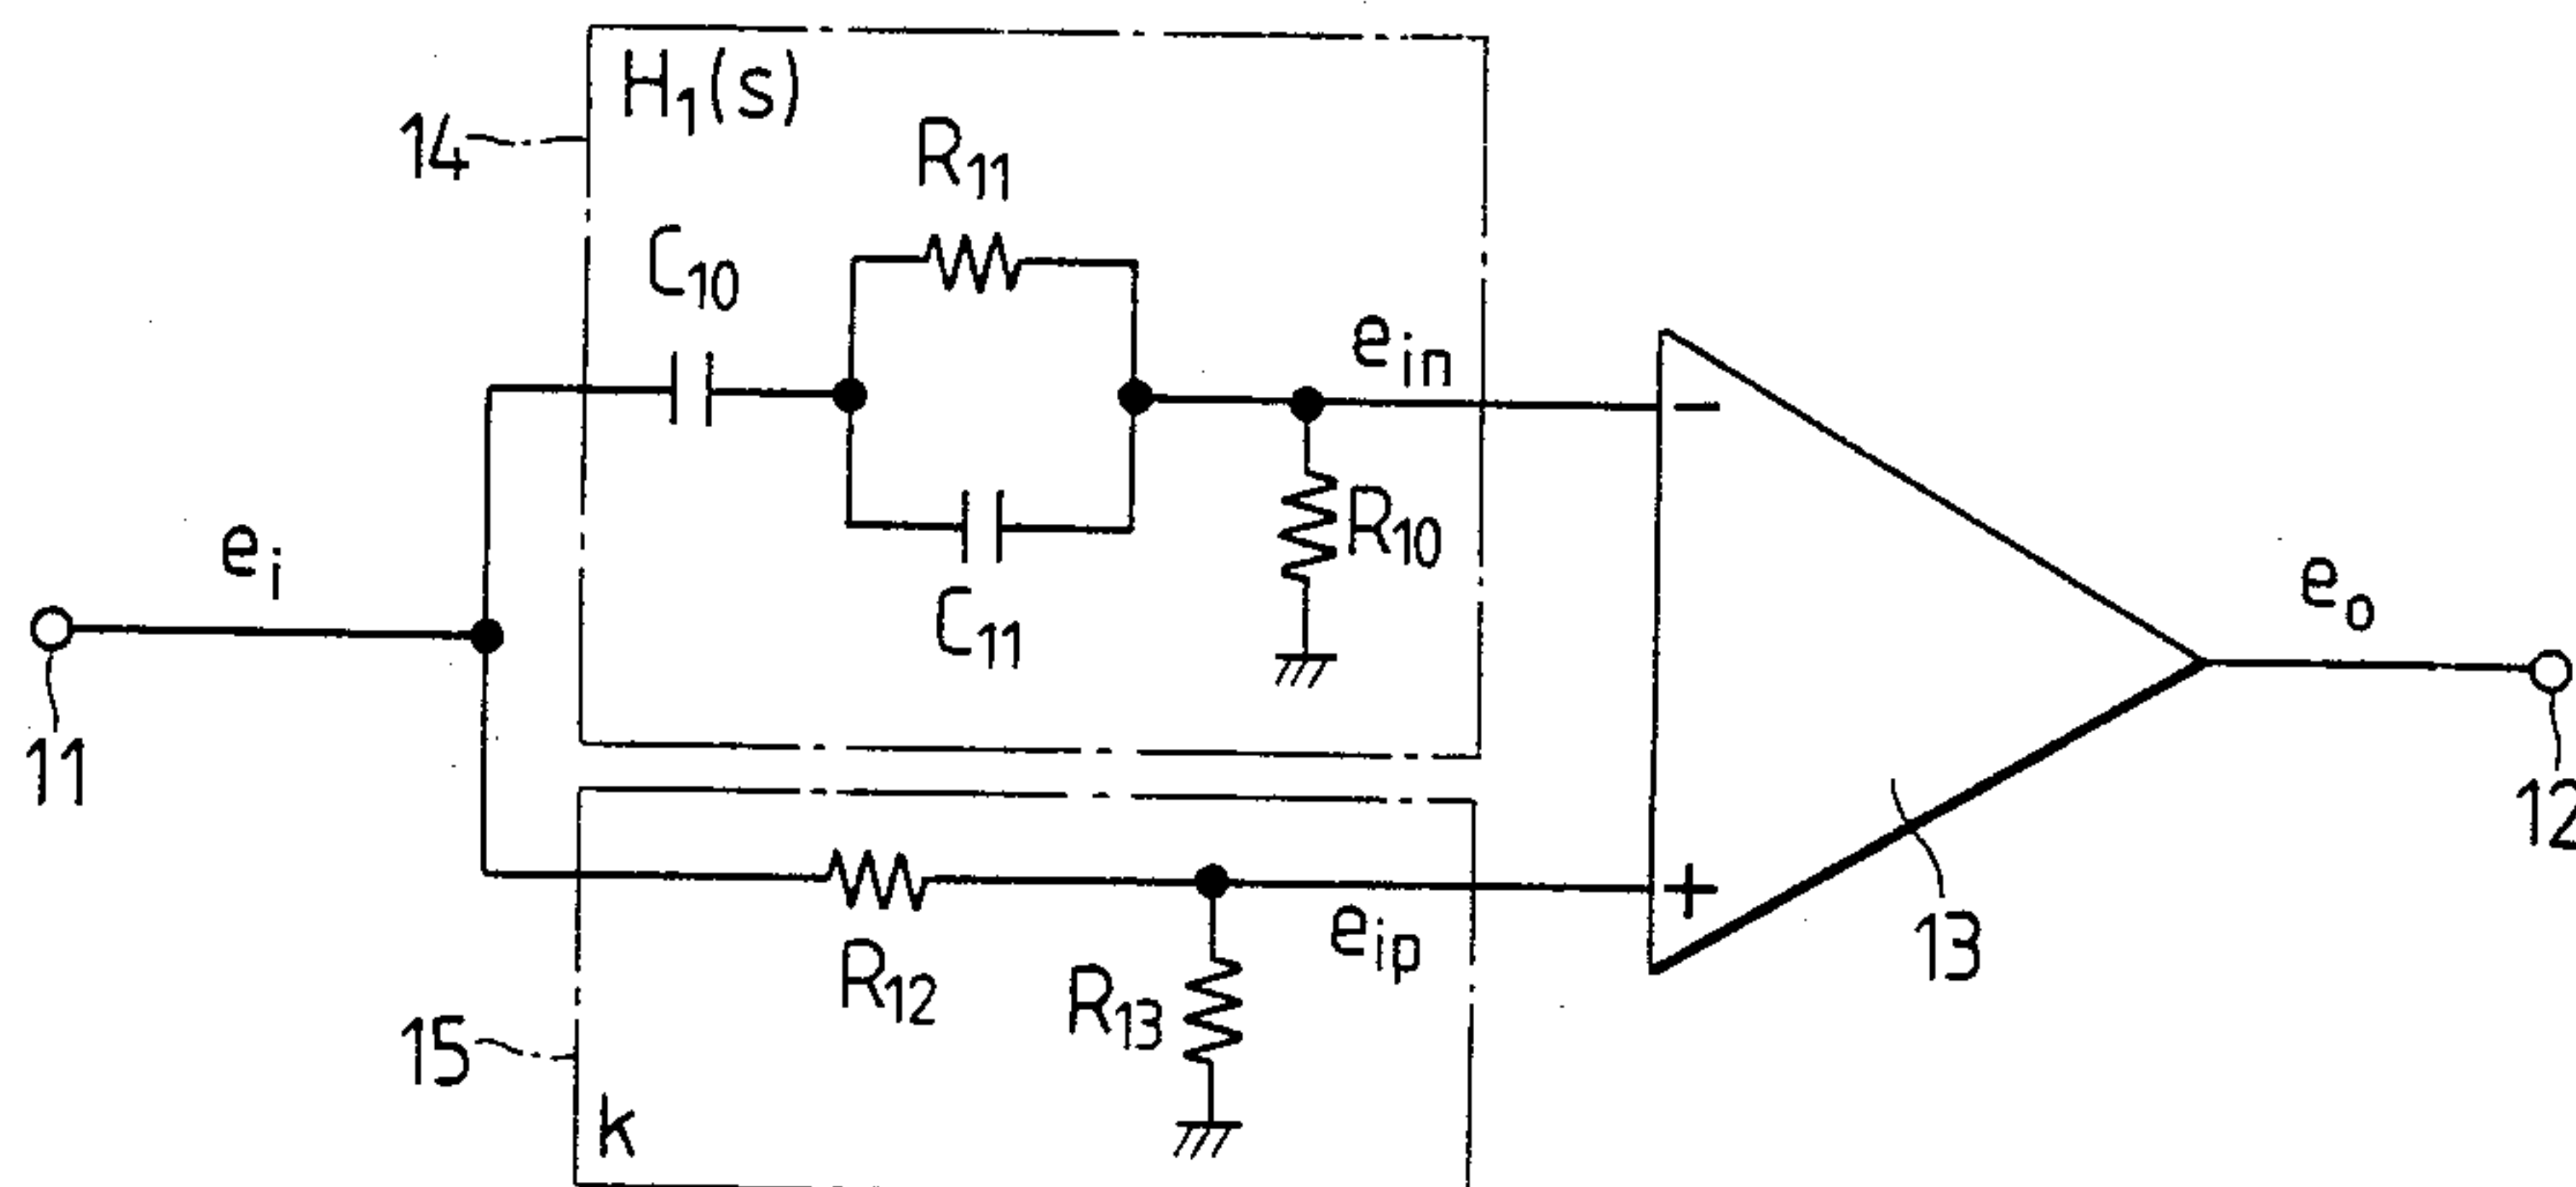 H₁(s)
14
R₁₁
C₁₀
eᵢₙ
R₁₀
eᵢ
C₁₁
eₒ
−
11
12
+
13
eᵢₚ
R₁₂
R₁₃
15
k